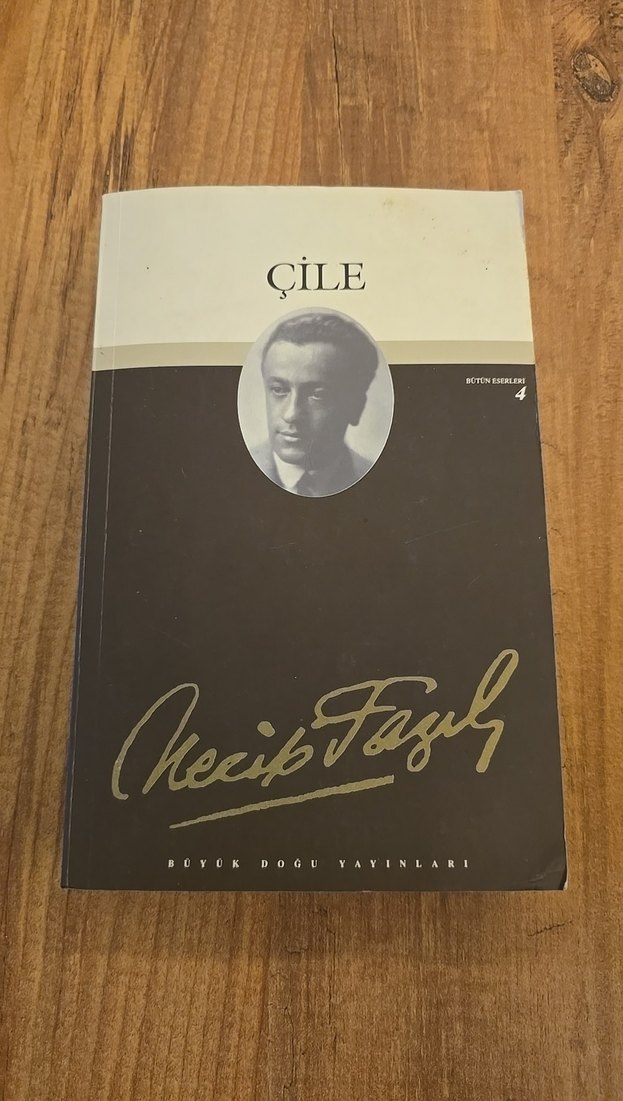 ÇİLE
BÜTÜN ESERLERİ
4
Necip Fazıl
BÜYÜK DOĞU YAYINLARI